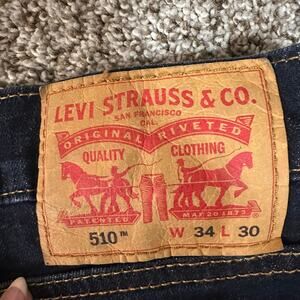 LEVI STRAUSS & CO.
SAN FRANCISCO
CAL.
ORIGINAL RIVETED
QUALITY CLOTHING
PATENTED MAY 20 1873
510™ W 34 L 30